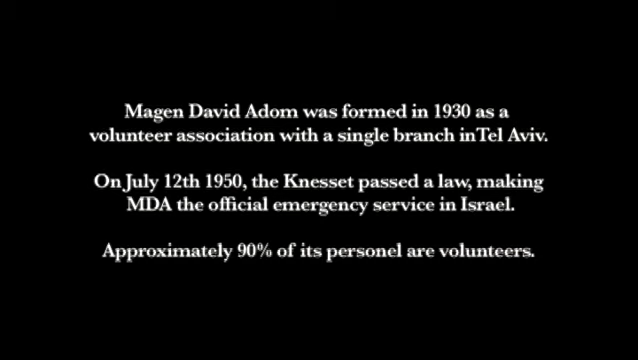 Magen David Adom was formed in 1930 as a
volunteer association with a single branch inTel Aviv.
On July 12th 1950, the Knesset passed a law, making
MDA the official emergency service in Israel.
Approximately 90% of its personel are volunteers.